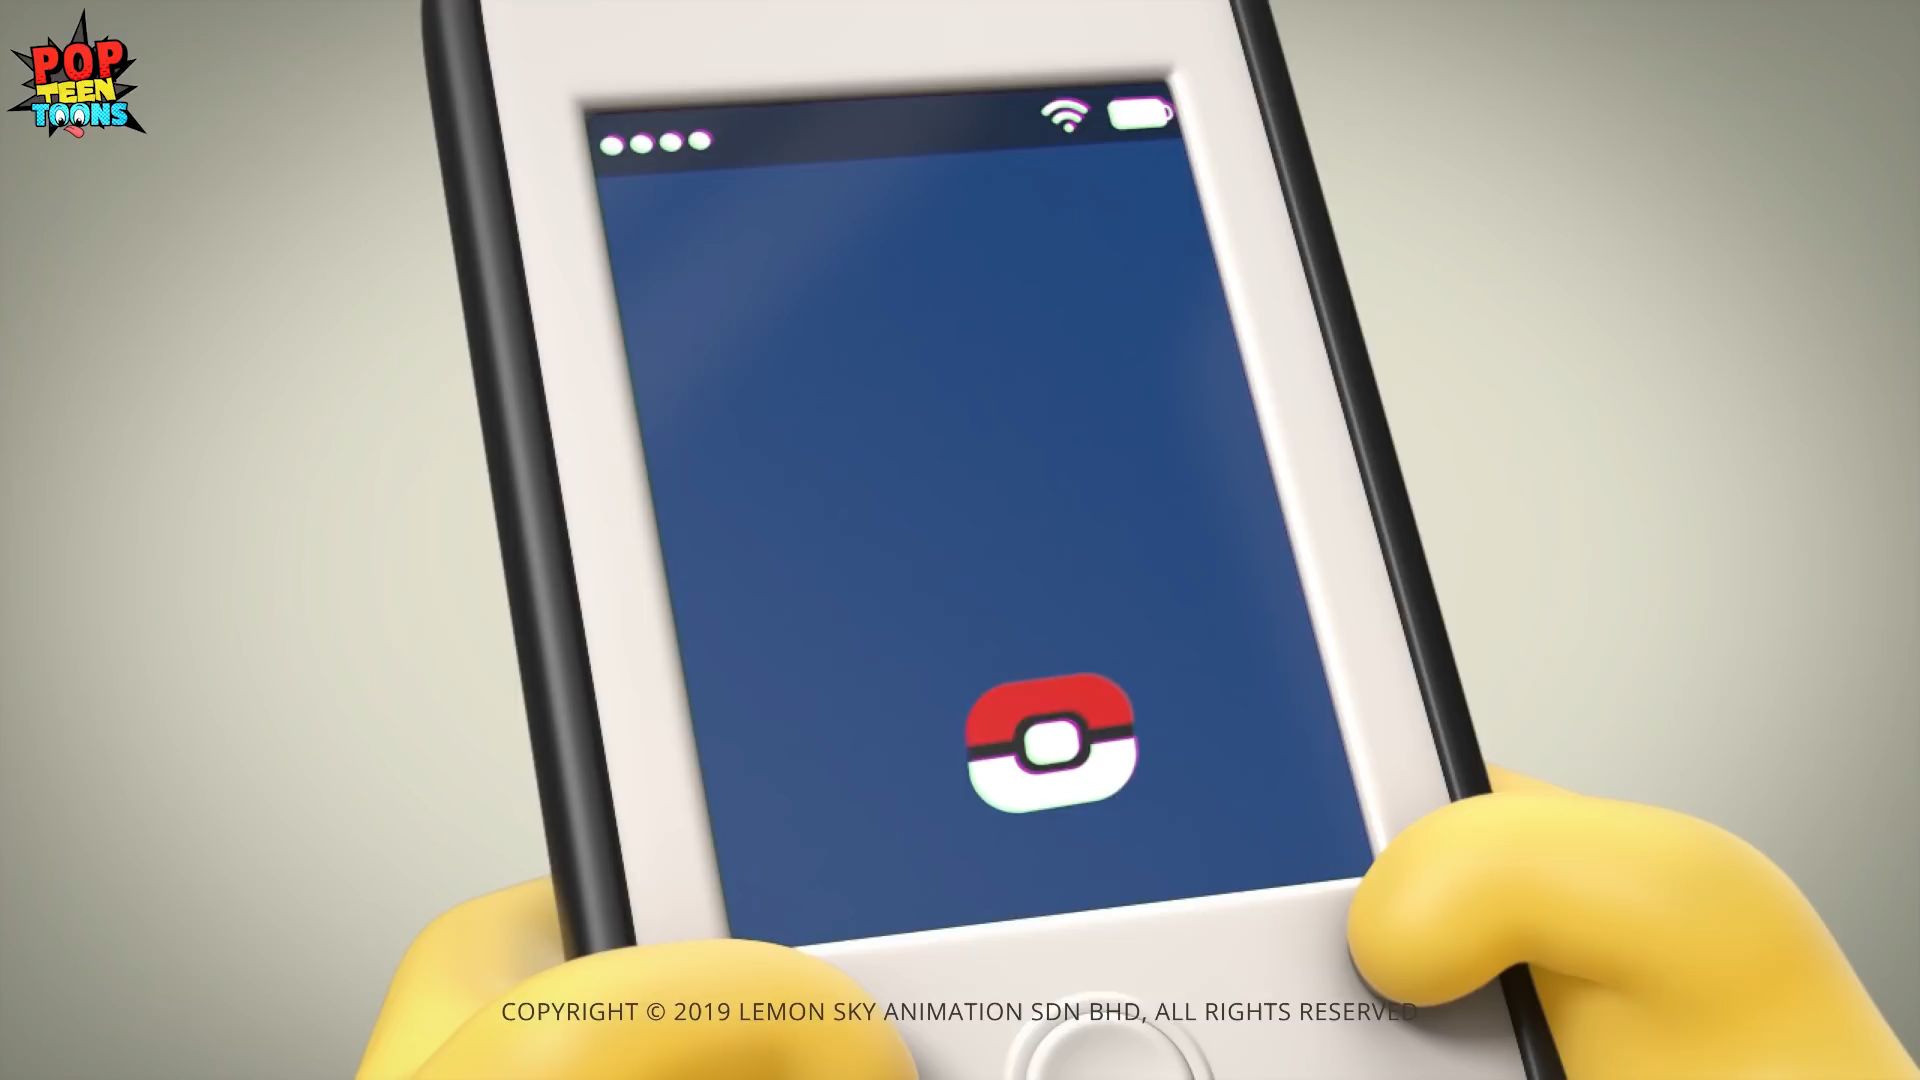 POP
TEEN
TOONS
COPYRIGHT © 2019 LEMON SKY ANIMATION SDN BHD, ALL RIGHTS RESERVED